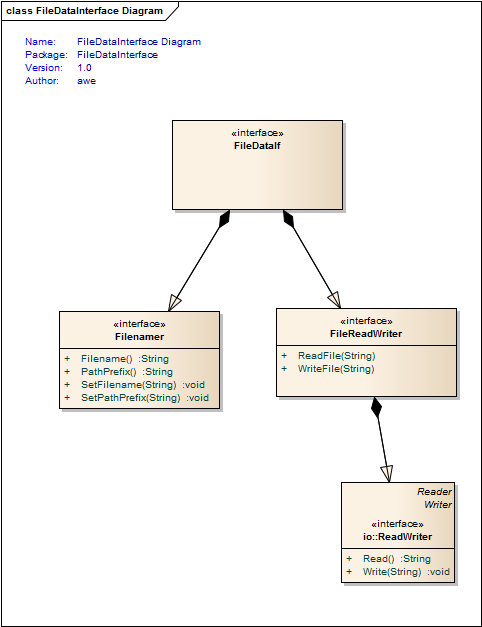 class FileDataInterface Diagram
Name: FileDataInterface Diagram
Package: FileDataInterface
Version: 1.0
Author: awe
«interface»
FileDataIf
«interface»
Filenamer
+ Filename() :String
+ PathPrefix() :String
+ SetFilename(String) :void
+ SetPathPrefix(String) :void
«interface»
FileReadWriter
+ ReadFile(String)
+ WriteFile(String)
Reader
Writer
«interface»
io::ReadWriter
+ Read() :String
+ Write(String) :void